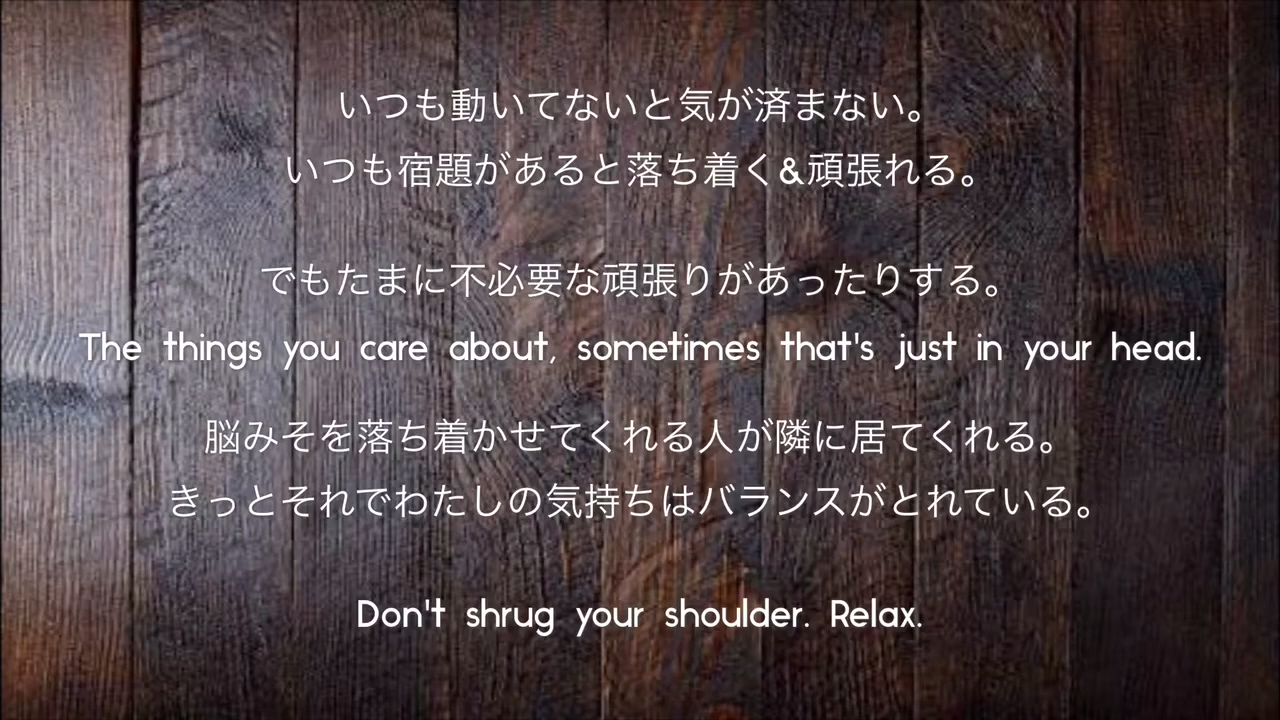 いつも動いてないと気が済まない。
いつも宿題があると落ち着く&頑張れる。
でもたまに不必要な頑張りがあったりする。
The things you care about, sometimes that's just in your head.
脳みそを落ち着かせてくれる人が隣に居てくれる。
きっとそれでわたしの気持ちはバランスがとれている。
Don't shrug your shoulder. Relax.